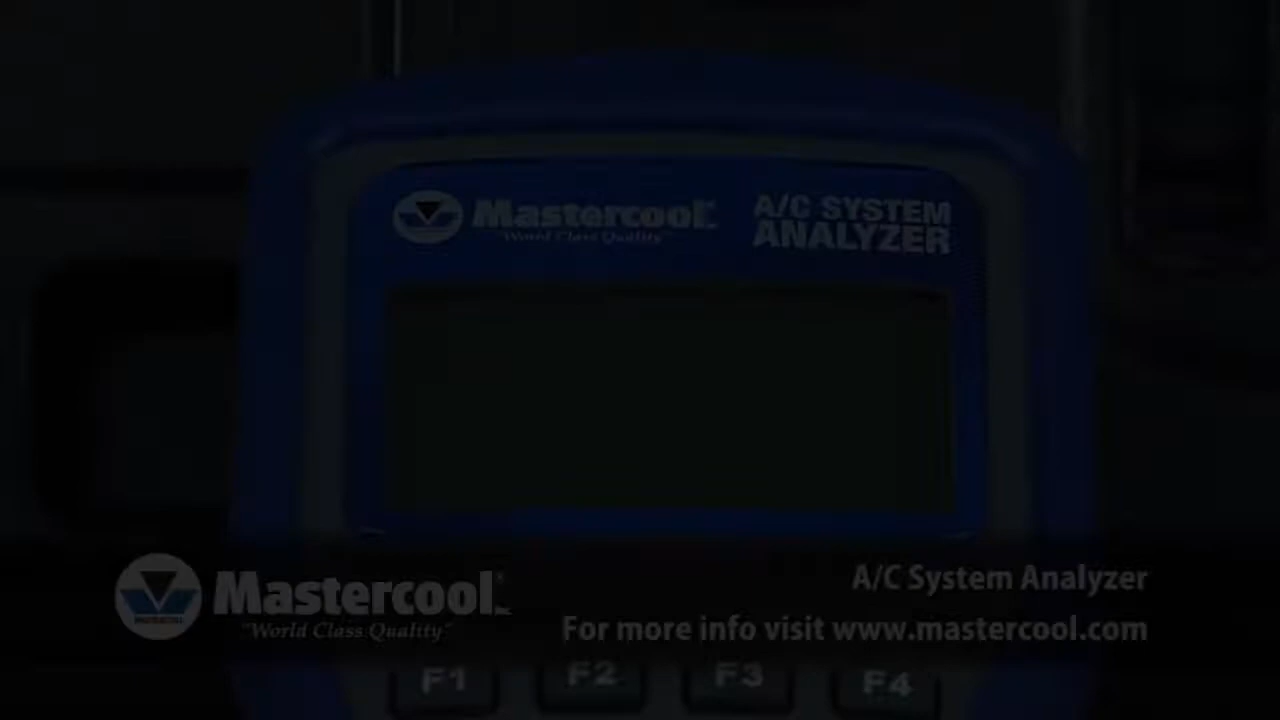 Mastercool
"World Class Quality"
A/C SYSTEM
ANALYZER
Mastercool
"World Class Quality"
A/C System Analyzer
For more info visit www.mastercool.com
F1 F2 F3 F4